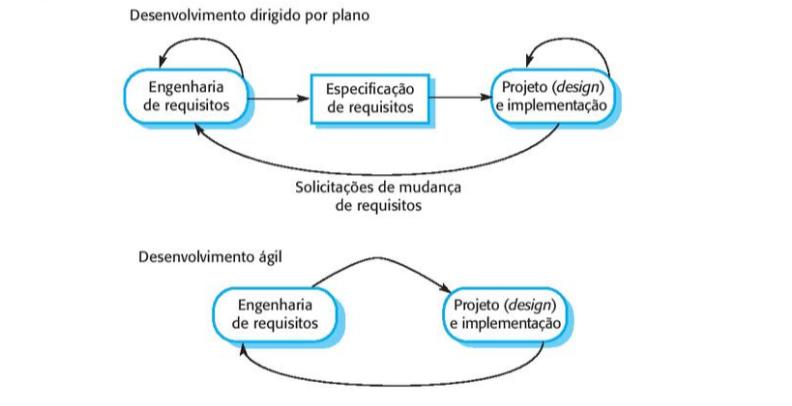 Desenvolvimento dirigido por plano
Engenharia
de requisitos
Especificação
de requisitos
Projeto (design)
e implementação
Solicitações de mudança
de requisitos
Desenvolvimento ágil
Engenharia
de requisitos
Projeto (design)
e implementação